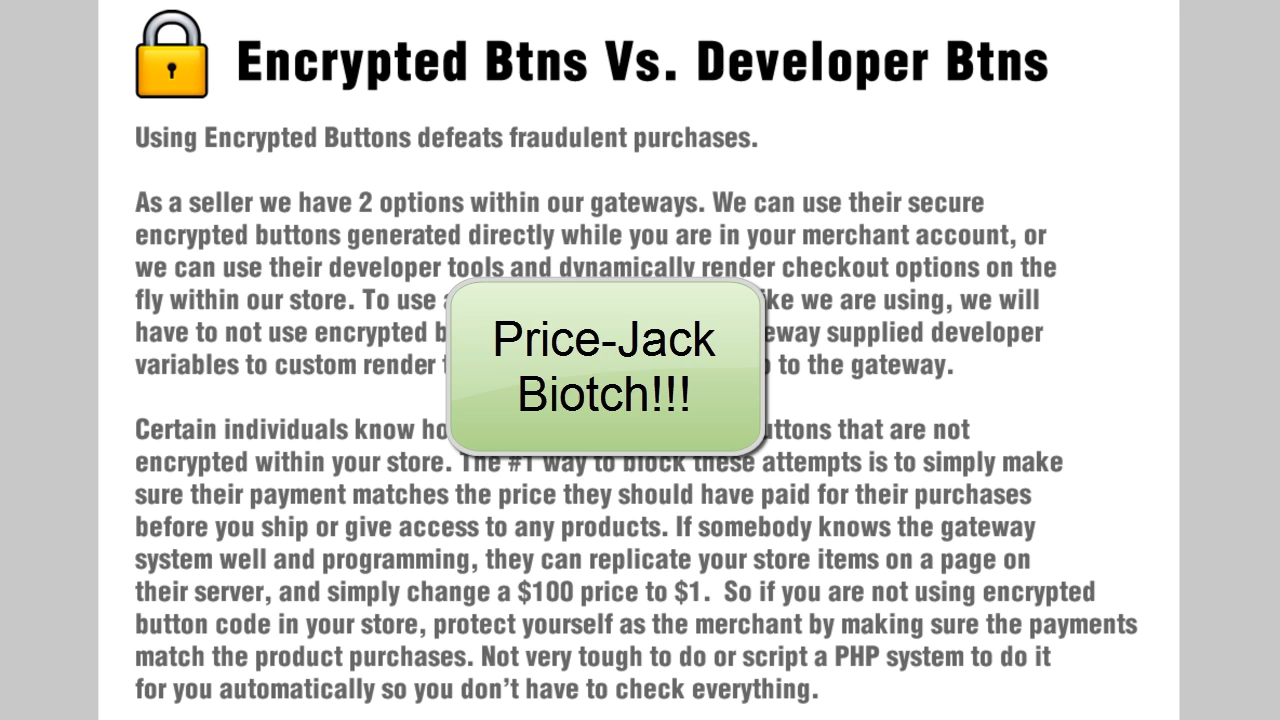 Encrypted Btns Vs. Developer Btns
Using Encrypted Buttons defeats fraudulent purchases.
As a seller we have 2 options within our gateways. We can use their secure
encrypted buttons generated directly while you are in your merchant account, or
we can use their developer tools and dynamically render checkout options on the
fly within our store. To use we are using, we will
have to not use encrypted supplied developer
variables to custom render to the gateway.
Price-Jack
Biotch!!!
Certain individuals know that are not
encrypted within your store. The #1 way to block these attempts is to simply make
sure their payment matches the price they should have paid for their purchases
before you ship or give access to any products. If somebody knows the gateway
system well and programming, they can replicate your store items on a page on
their server, and simply change a $100 price to $1.  So if you are not using encrypted
button code in your store, protect yourself as the merchant by making sure the payments
match the product purchases. Not very tough to do or script a PHP system to do it
for you automatically so you don’t have to check everything.